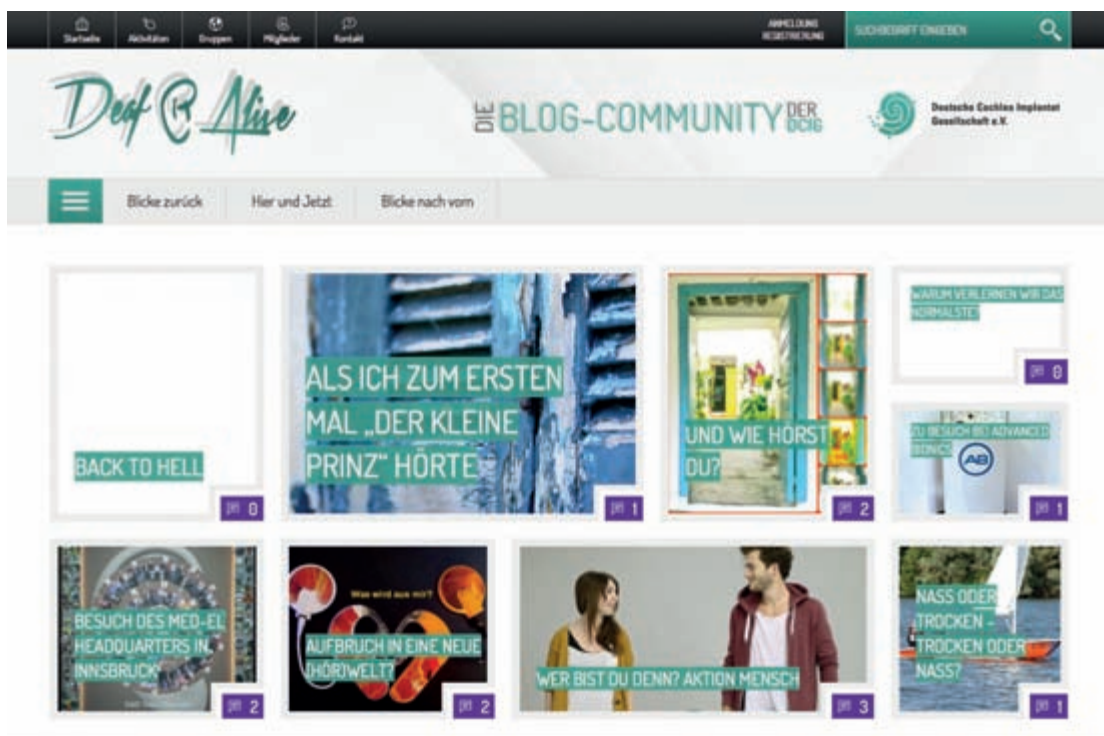 Startseite
Aktivitäten
Gruppen
Mitglieder
Kontakt
ANMELDUNG
REGISTRIERUNG
SUCHBEGRIFF EINGEBEN
Deaf Alive
DIE BLOG-COMMUNITY DER DCIG
Deutsche Cochlea Implantat
Gesellschaft e.V.
Blicke zurück
Hier und Jetzt
Blicke nach vorn
BACK TO HELL
0
ALS ICH ZUM ERSTEN
MAL „DER KLEINE
PRINZ“ HÖRTE
1
UND WIE HÖRST
DU?
2
WARUM VERLERNEN WIR DAS
NORMALSTE?
0
ZU BESUCH BEI ADVANCED
BIONICS
AB
1
BESUCH DES MED-EL
HEADQUARTERS IN
INNSBRUCK
2
Was wird aus mir?
AUFBRUCH IN EINE NEUE
(HÖR)WELT?
2
WER BIST DU DENN? AKTION MENSCH
3
NASS ODER
TROCKEN –
TROCKEN ODER
NASS?
1